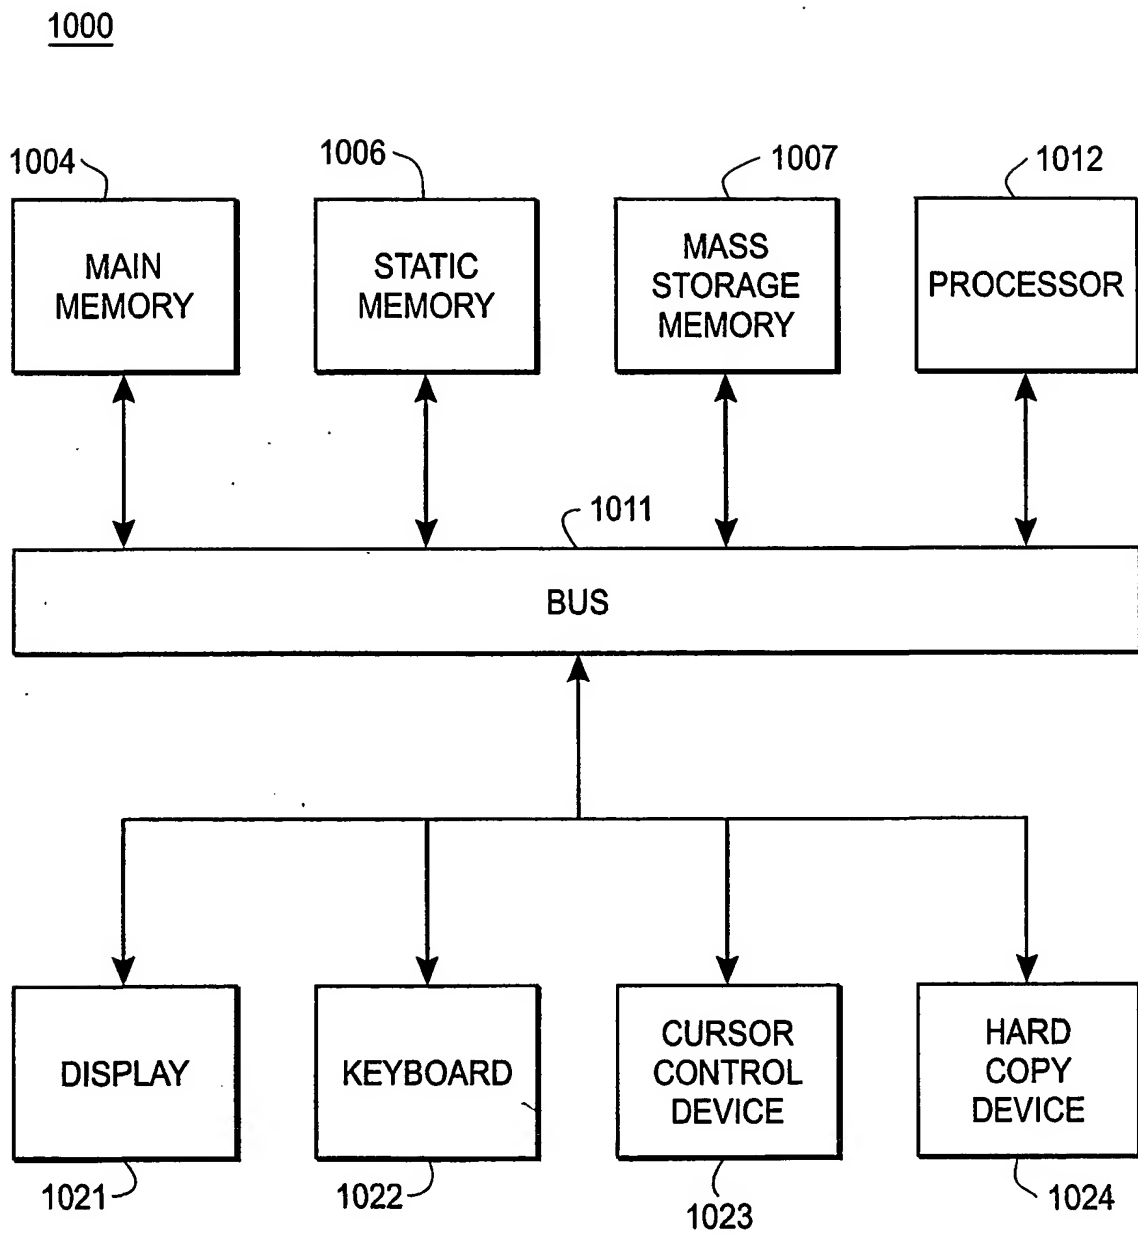 1000
1004
1006
1007
1012
MAIN
MEMORY
STATIC
MEMORY
MASS
STORAGE
MEMORY
PROCESSOR
1011
BUS
DISPLAY
KEYBOARD
CURSOR
CONTROL
DEVICE
HARD
COPY
DEVICE
1021
1022
1023
1024